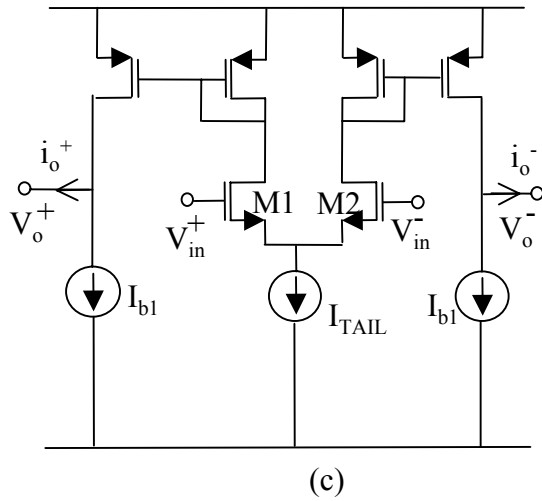 i_o^+
i_o^-
M1 M2
V_o^+
V_in^+
V_in^-
V_o^-
I_b1
I_TAIL
I_b1
(c)